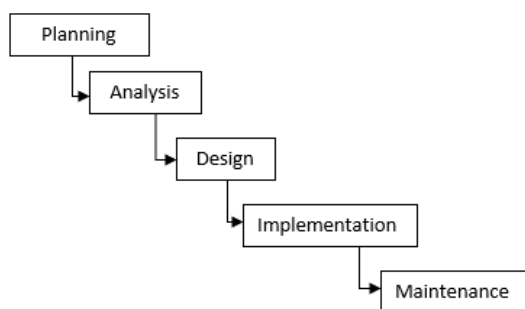 Planning
Analysis
Design
Implementation
Maintenance